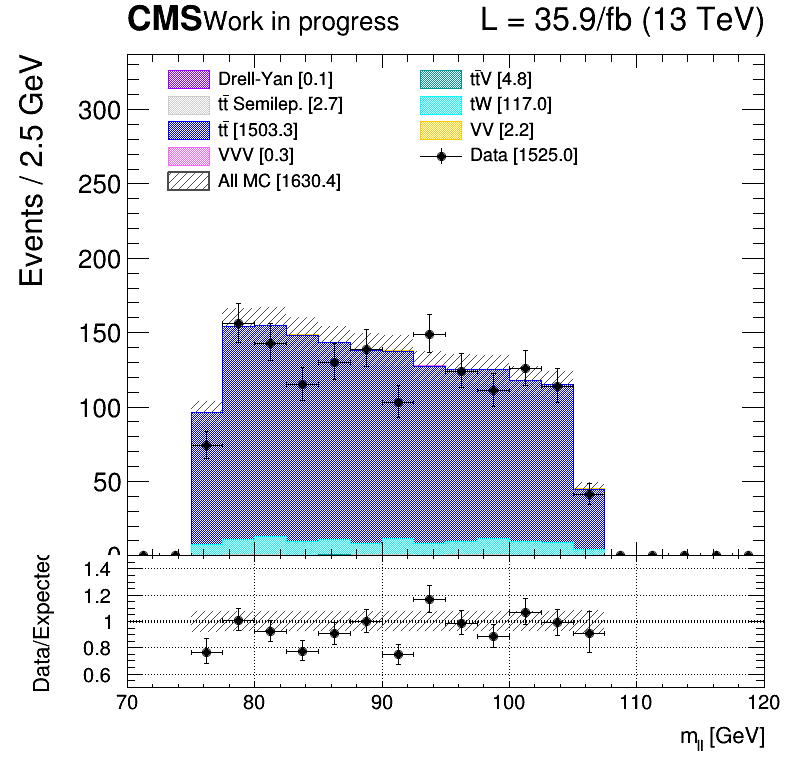 CMS Work in progress L = 35.9/fb (13 TeV)
Events / 2.5 GeV
Drell-Yan [0.1]
tt̄ Semilep. [2.7]
tt̄ [1503.3]
VVV [0.3]
All MC [1630.4]
tt̄V [4.8]
tW [117.0]
VV [2.2]
Data [1525.0]
300
250
200
150
100
50
0
Data/Expected
1.4
1.2
1
0.8
0.6
70 80 90 100 110 120
m_ll [GeV]